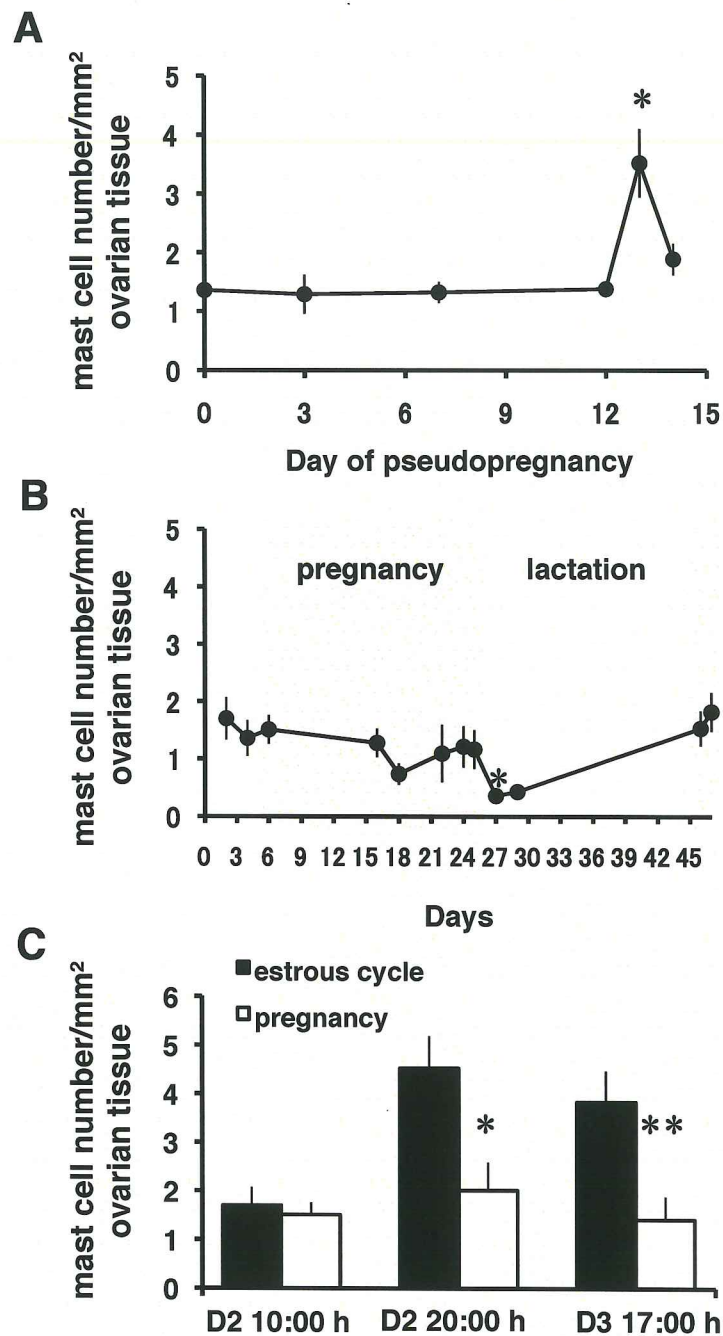 A
mast cell number/mm²
ovarian tissue
5
4
3
2
1
0
*
0 3 6 9 12 15
Day of pseudopregnancy
B
mast cell number/mm²
ovarian tissue
5
4
3
2
1
0
pregnancy lactation
*
0 3 6 9 12 15 18 21 24 27 30 33 36 39 42 45
Days
C
mast cell number/mm²
ovarian tissue
6
5
4
3
2
1
0
estrous cycle
pregnancy
*
**
D2 10:00 h D2 20:00 h D3 17:00 h